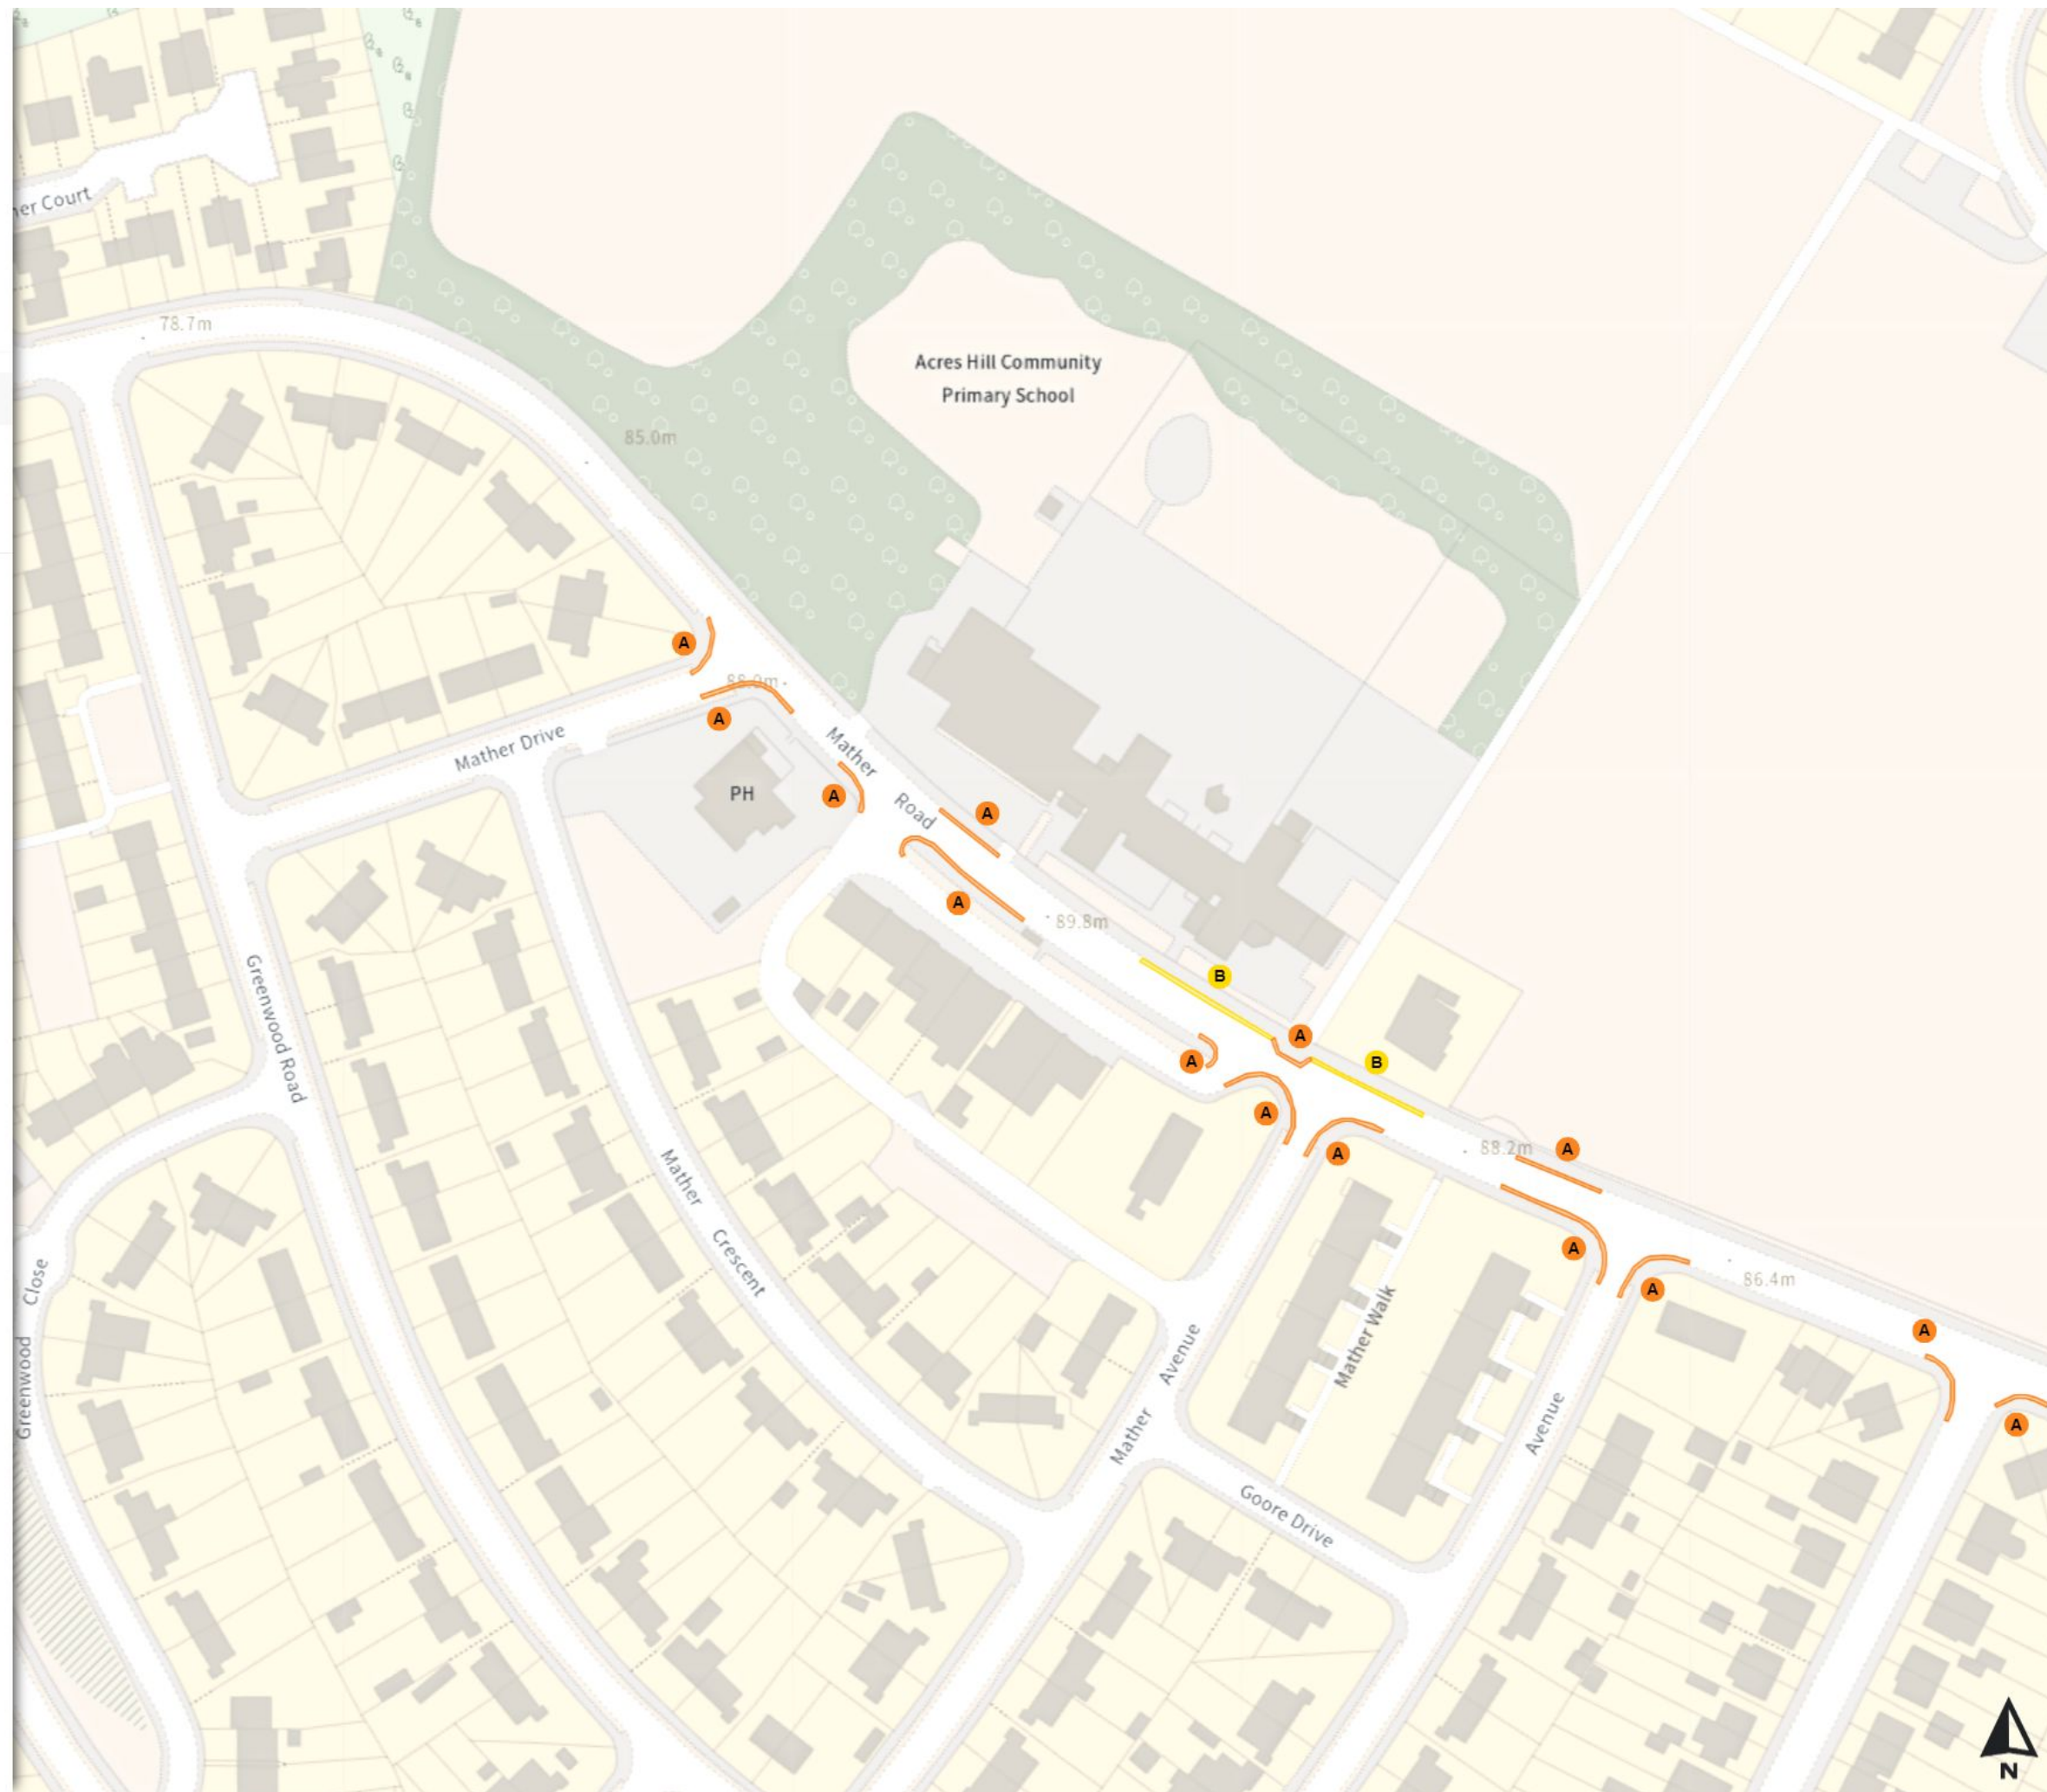 ner Court
78.7m
Acres Hill Community
Primary School
85.0m
A
88.0m
A
Mather
Mather Drive
PH
A
Road
A
A
89.8m
B
Greenwood Road
A
A
B
A
A
88.2m
A
Mather
Crescent
A
Close
86.4m
A
Mather Walk
A
Avenue
Greenwood
Mather
Avenue
A
Goore Drive
N